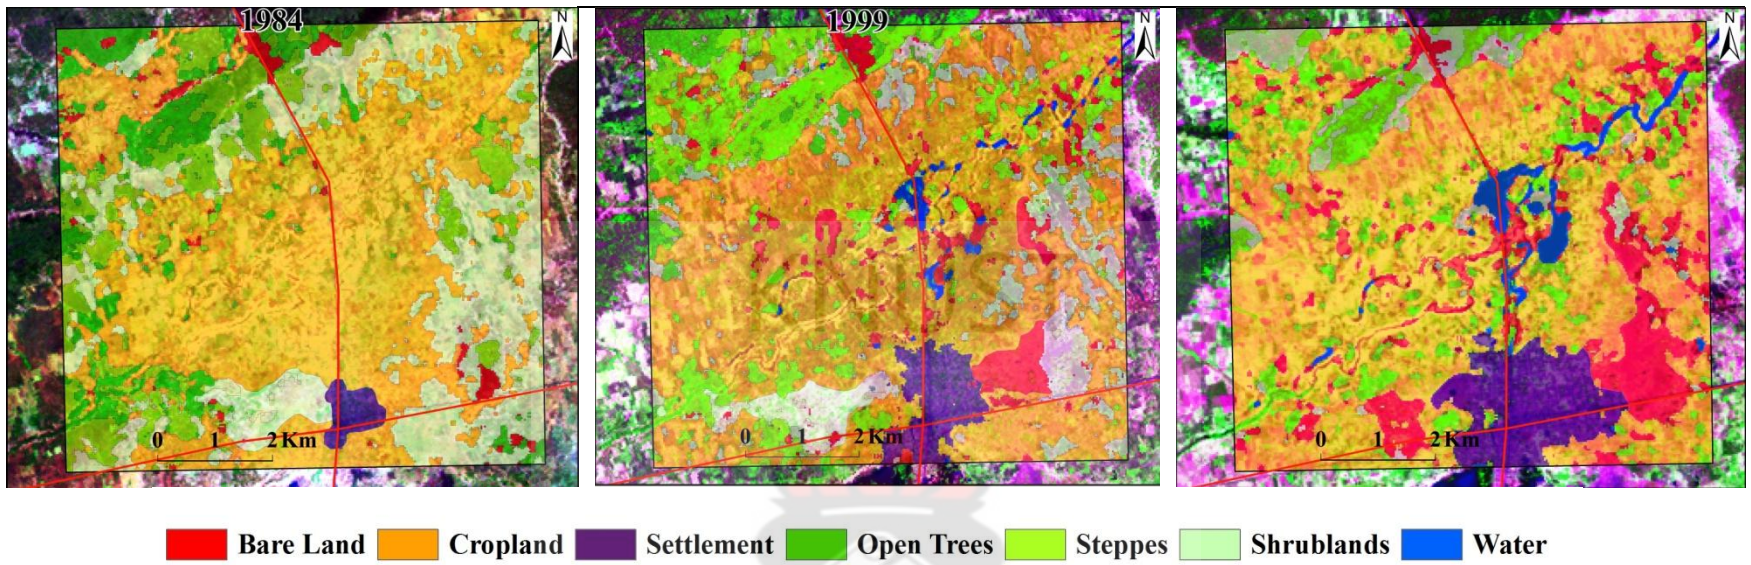 1984
N
0 1 2 Km
1999
N
0 1 2 Km
N
0 1 2 Km
KNUST
Bare Land Cropland Settlement Open Trees Steppes Shrublands Water